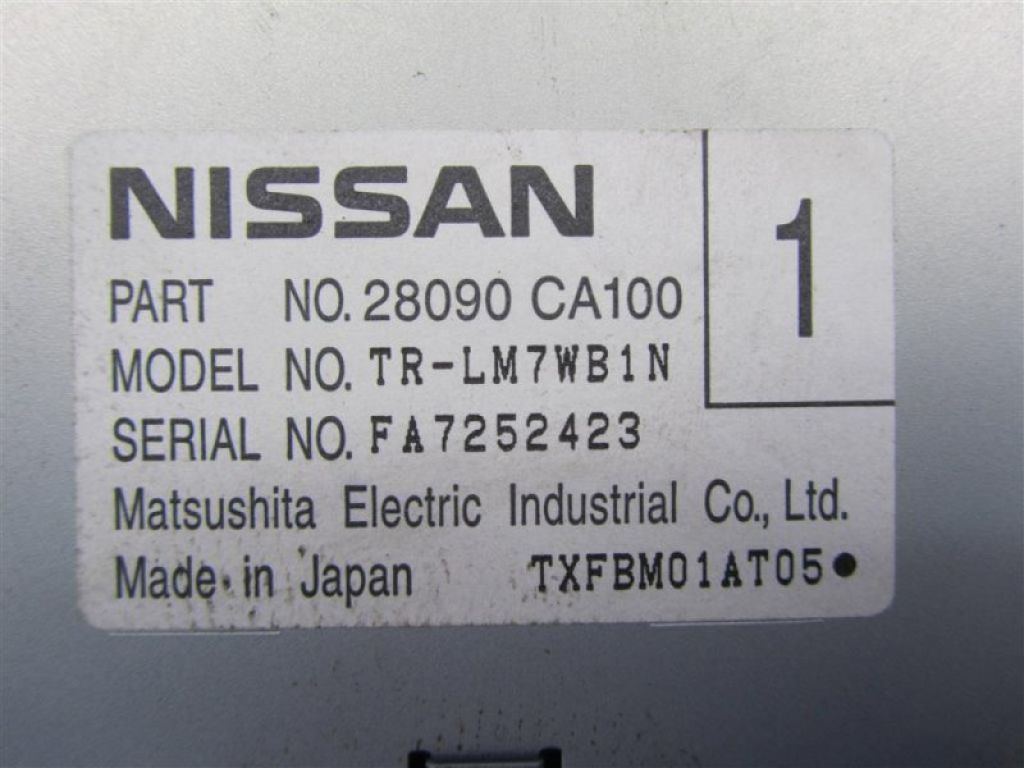 NISSAN
1
PART NO. 28090 CA100
MODEL NO. TR-LM7WB1N
SERIAL NO. FA7252423
Matsushita Electric Industrial Co., Ltd.
Made in Japan TXFBM01AT05●